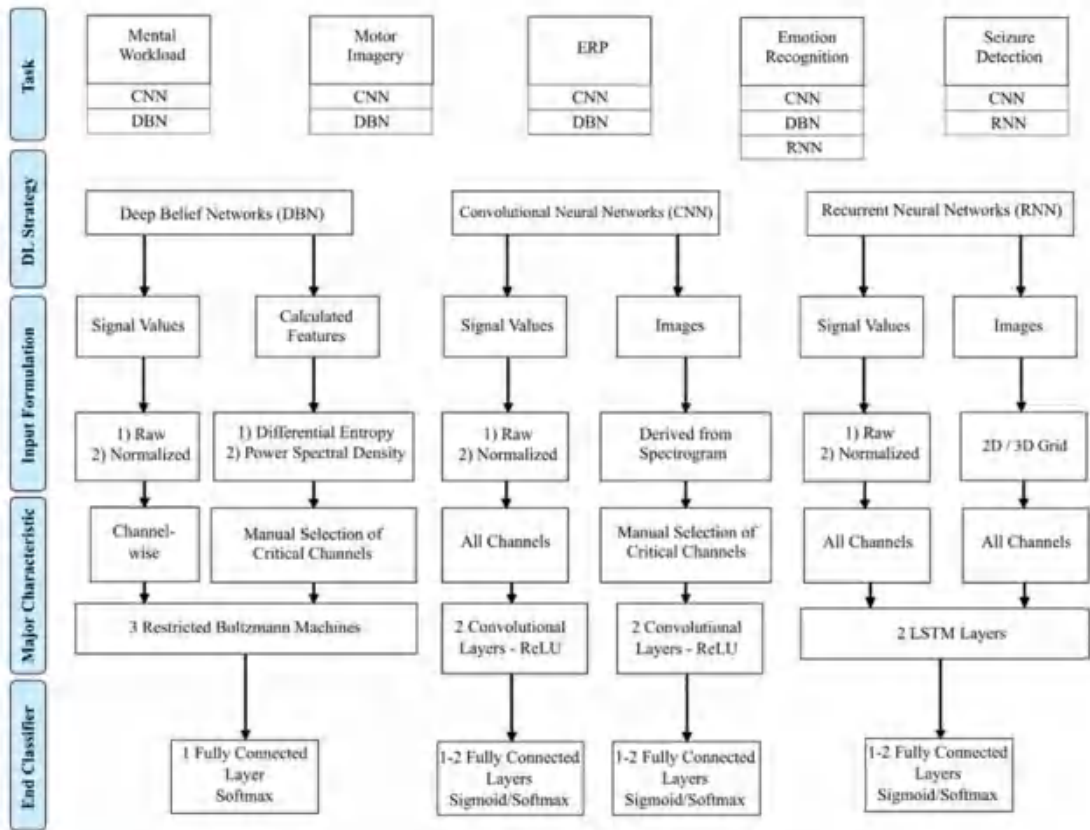 Task
Mental
Workload
CNN
DBN
Motor
Imagery
CNN
DBN
ERP
CNN
DBN
Emotion
Recognition
CNN
DBN
RNN
Seizure
Detection
CNN
RNN
DL Strategy
Deep Belief Networks (DBN)
Convolutional Neural Networks (CNN)
Recurrent Neural Networks (RNN)
Input Formulation
Signal Values
Calculated
Features
Signal Values
Images
Signal Values
Images
1) Raw
2) Normalized
1) Differential Entropy
2) Power Spectral Density
1) Raw
2) Normalized
Derived from
Spectrogram
1) Raw
2) Normalized
2D / 3D Grid
Major Characteristic
Channel-
wise
Manual Selection of
Critical Channels
All Channels
Manual Selection of
Critical Channels
All Channels
All Channels
3 Restricted Boltzmann Machines
2 Convolutional
Layers - ReLU
2 Convolutional
Layers - ReLU
2 LSTM Layers
End Classifier
1 Fully Connected
Layer
Softmax
1-2 Fully Connected
Layers
Sigmoid/Softmax
1-2 Fully Connected
Layers
Sigmoid/Softmax
1-2 Fully Connected
Layers
Sigmoid/Softmax